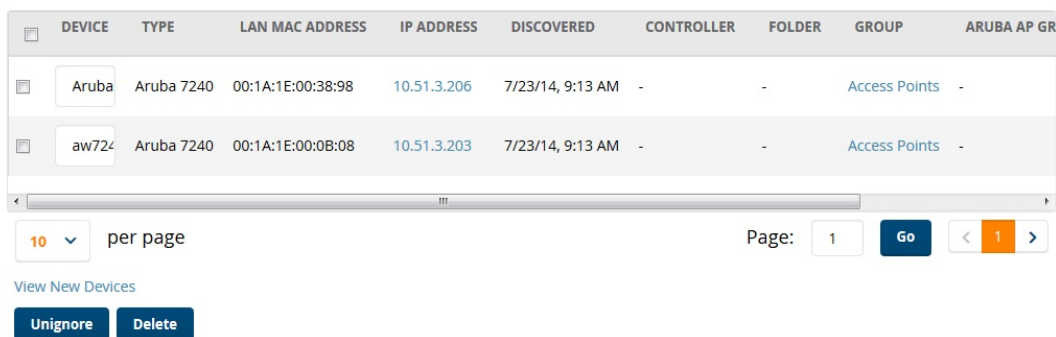 DEVICE TYPE LAN MAC ADDRESS IP ADDRESS DISCOVERED CONTROLLER FOLDER GROUP ARUBA AP GR
Aruba Aruba 7240 00:1A:1E:00:38:98 10.51.3.206 7/23/14, 9:13 AM - - Access Points -
aw724 Aruba 7240 00:1A:1E:00:0B:08 10.51.3.203 7/23/14, 9:13 AM - - Access Points -
10 per page Page: 1 Go < 1 >
View New Devices
Unignore Delete